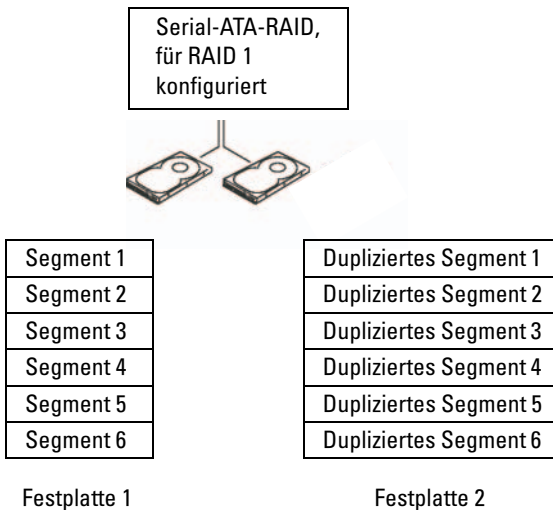 Serial-ATA-RAID,
für RAID 1
konfiguriert
Segment 1
Segment 2
Segment 3
Segment 4
Segment 5
Segment 6
Dupliziertes Segment 1
Dupliziertes Segment 2
Dupliziertes Segment 3
Dupliziertes Segment 4
Dupliziertes Segment 5
Dupliziertes Segment 6
Festplatte 1
Festplatte 2